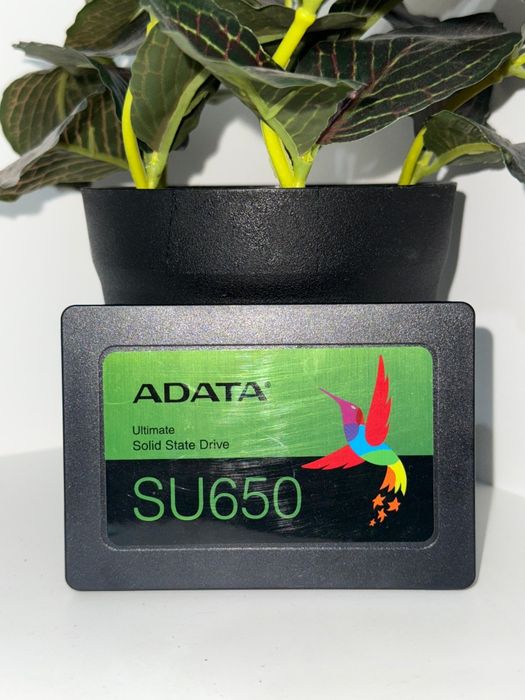 ADATA
Ultimate
Solid State Drive
SU650